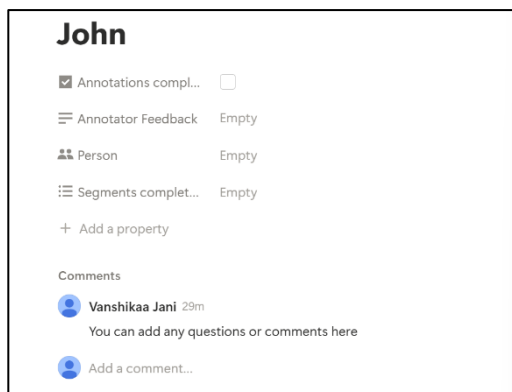 John
Annotations compl...
Annotator Feedback Empty
Person Empty
Segments complet... Empty
+ Add a property
Comments
Vanshikaa Jani 29m
You can add any questions or comments here
Add a comment...